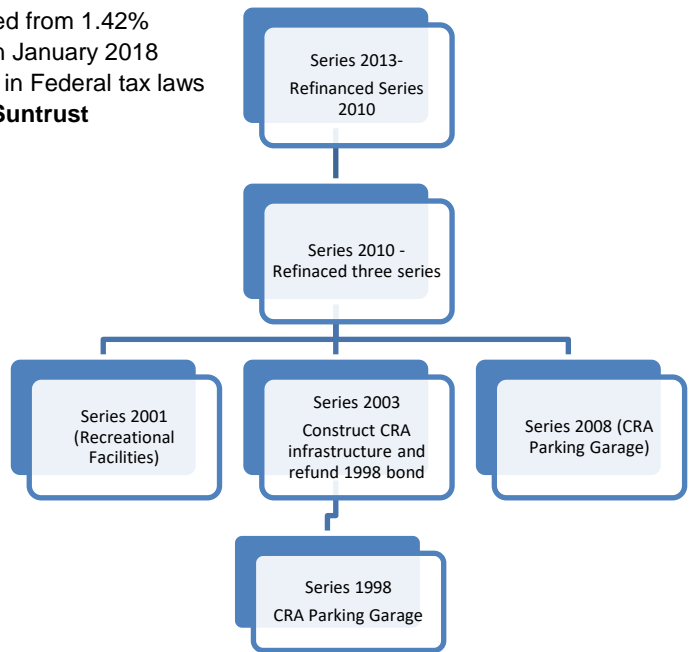 ed from 1.42%
n January 2018
in Federal tax laws
Suntrust
Series 2013-
Refinanced Series
2010
Series 2010 -
Refinaced three series
Series 2001
(Recreational
Facilities)
Series 2003
Construct CRA
infrastructure and
refund 1998 bond
Series 2008 (CRA
Parking Garage)
Series 1998
CRA Parking Garage